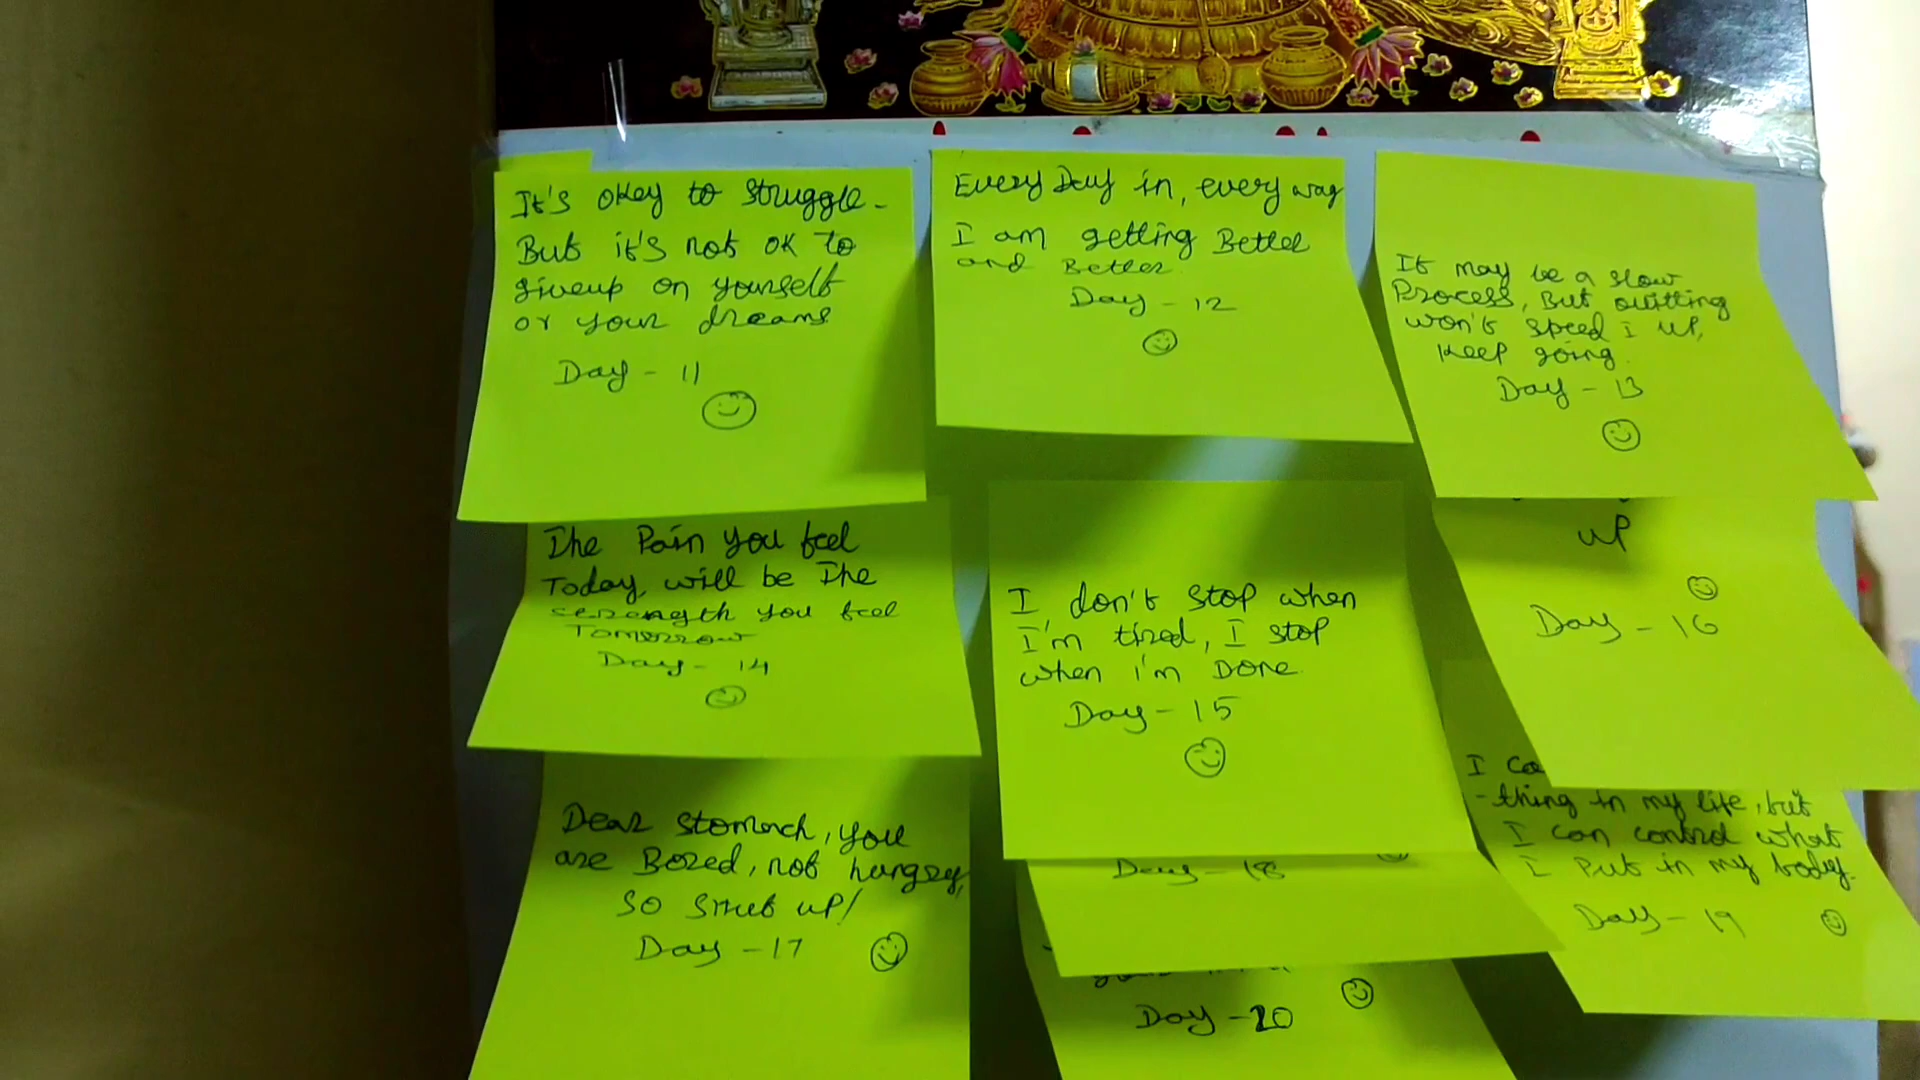 It's okey to struggle.
But it's not ok to
giveup on yourself
or your dreams.
Day - 11
Every Day in, every way
I am getting Better
and Better
Day - 12
It may be a slow
Process, But quitting
won't speed I up,
keep going.
Day - 13
The Pain you feel
Today, will be The
strength you feel
Tomorrow
Day - 14
I don't stop when
I'm tired, I stop
when i'm Done.
Day - 15
up
Day - 16
Dear stomach, you
are Bored, not hungry,
so shut up!
Day - 17
Day - 18
I
-thing in my life, but
I can control what
I Put in my body.
Day - 19
Day - 20